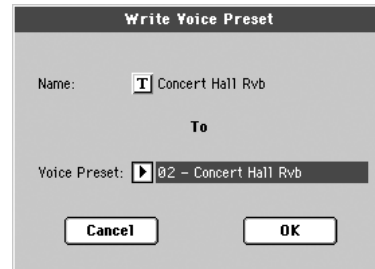 Write Voice Preset
Name: T Concert Hall Rvb
To
Voice Preset: 02 - Concert Hall Rvb
Cancel OK